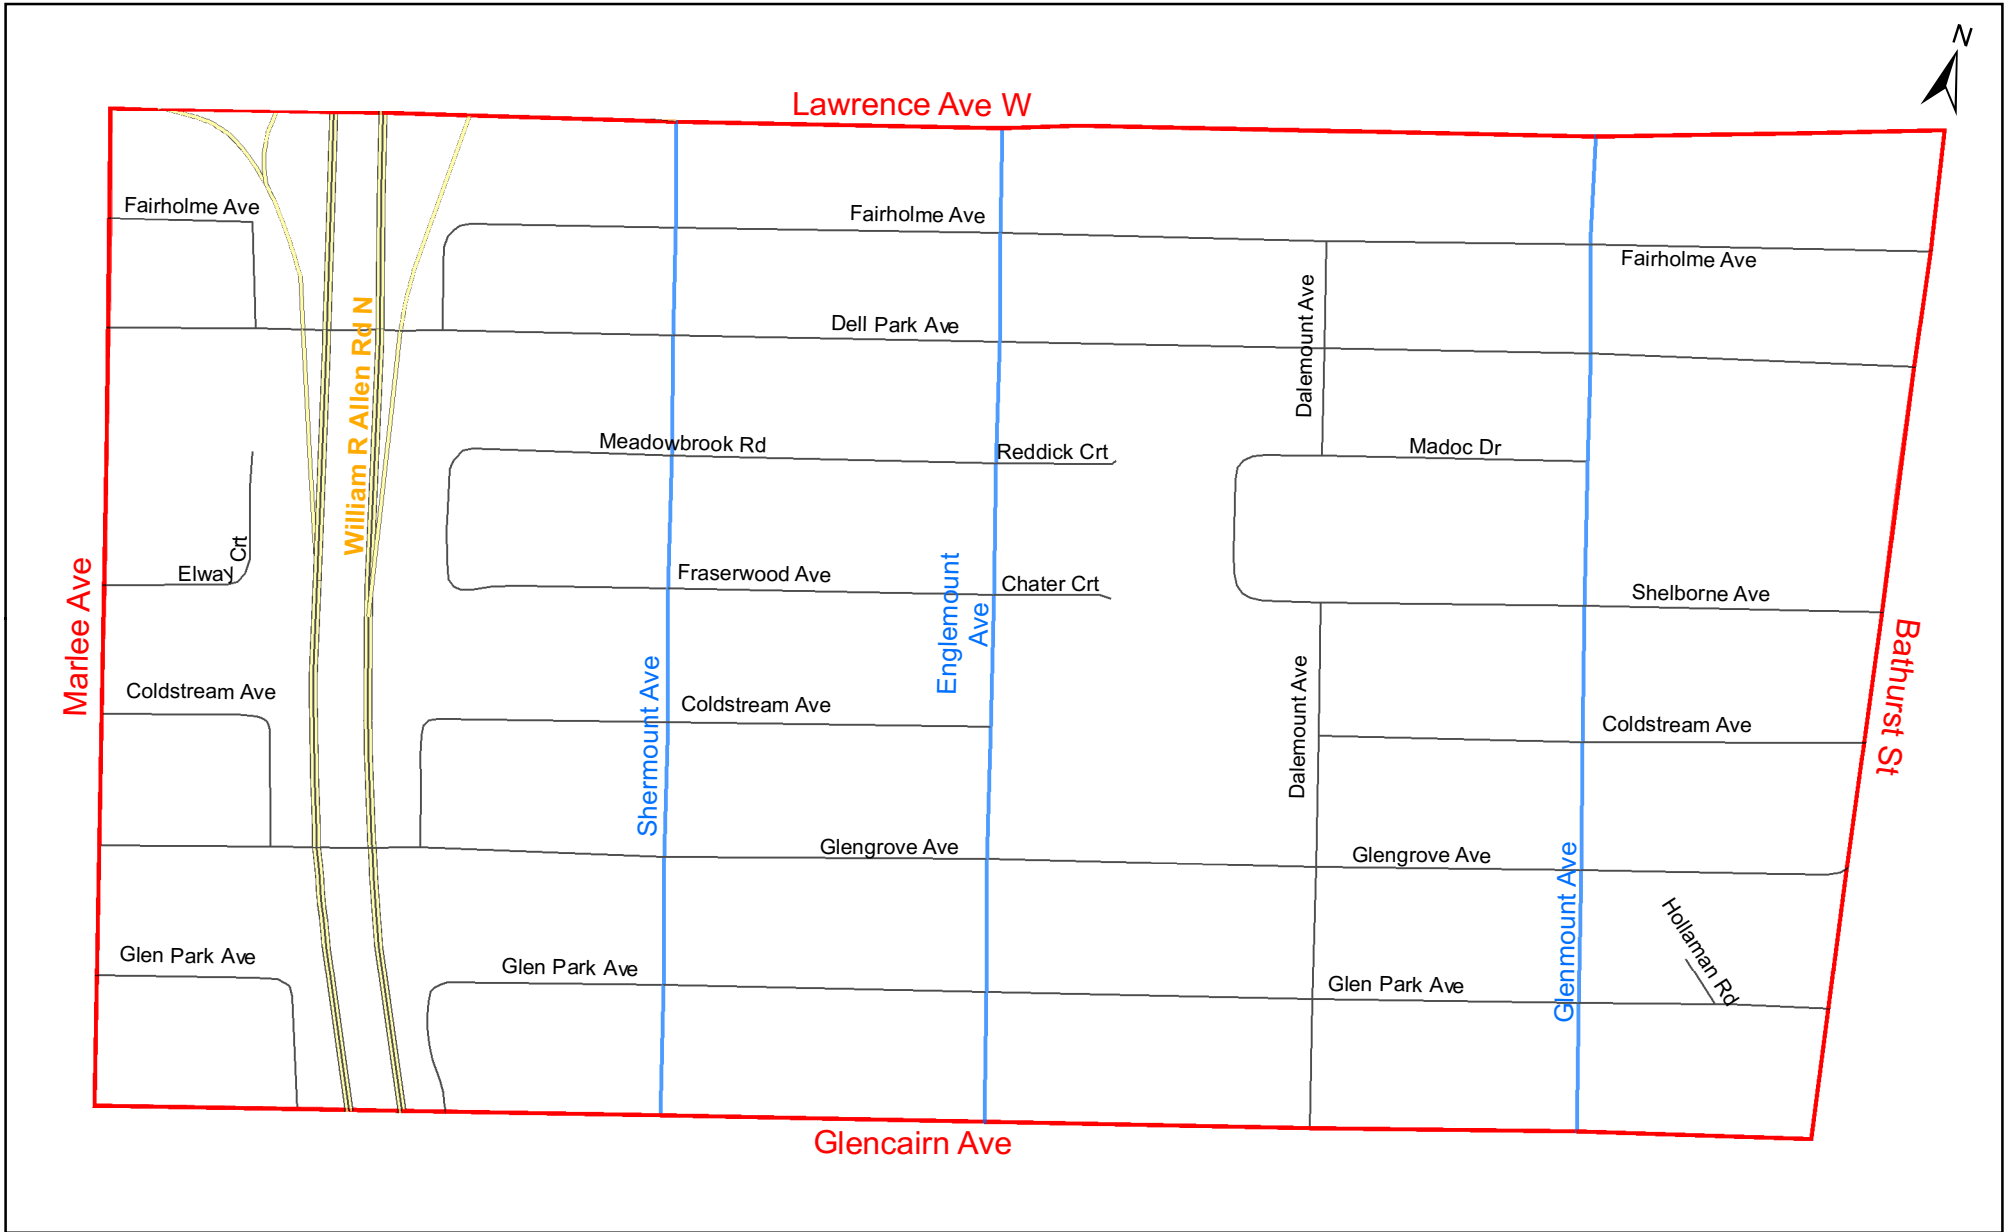 N
Lawrence Ave W
Fairholme Ave
Fairholme Ave
Fairholme Ave
Dalemount Ave
William R Allen Rd N
Dell Park Ave
Meadowbrook Rd
Reddick Crt
Madoc Dr
Elway Crt
Fraserwood Ave
Englemount
Ave
Chater Crt
Shelborne Ave
Marlee Ave
Bathurst St
Coldstream Ave
Shermount Ave
Coldstream Ave
Dalemount Ave
Coldstream Ave
Glengrove Ave
Glengrove Ave
Glenmount Ave
Hollaman Rd
Glen Park Ave
Glen Park Ave
Glen Park Ave
Glencairn Ave